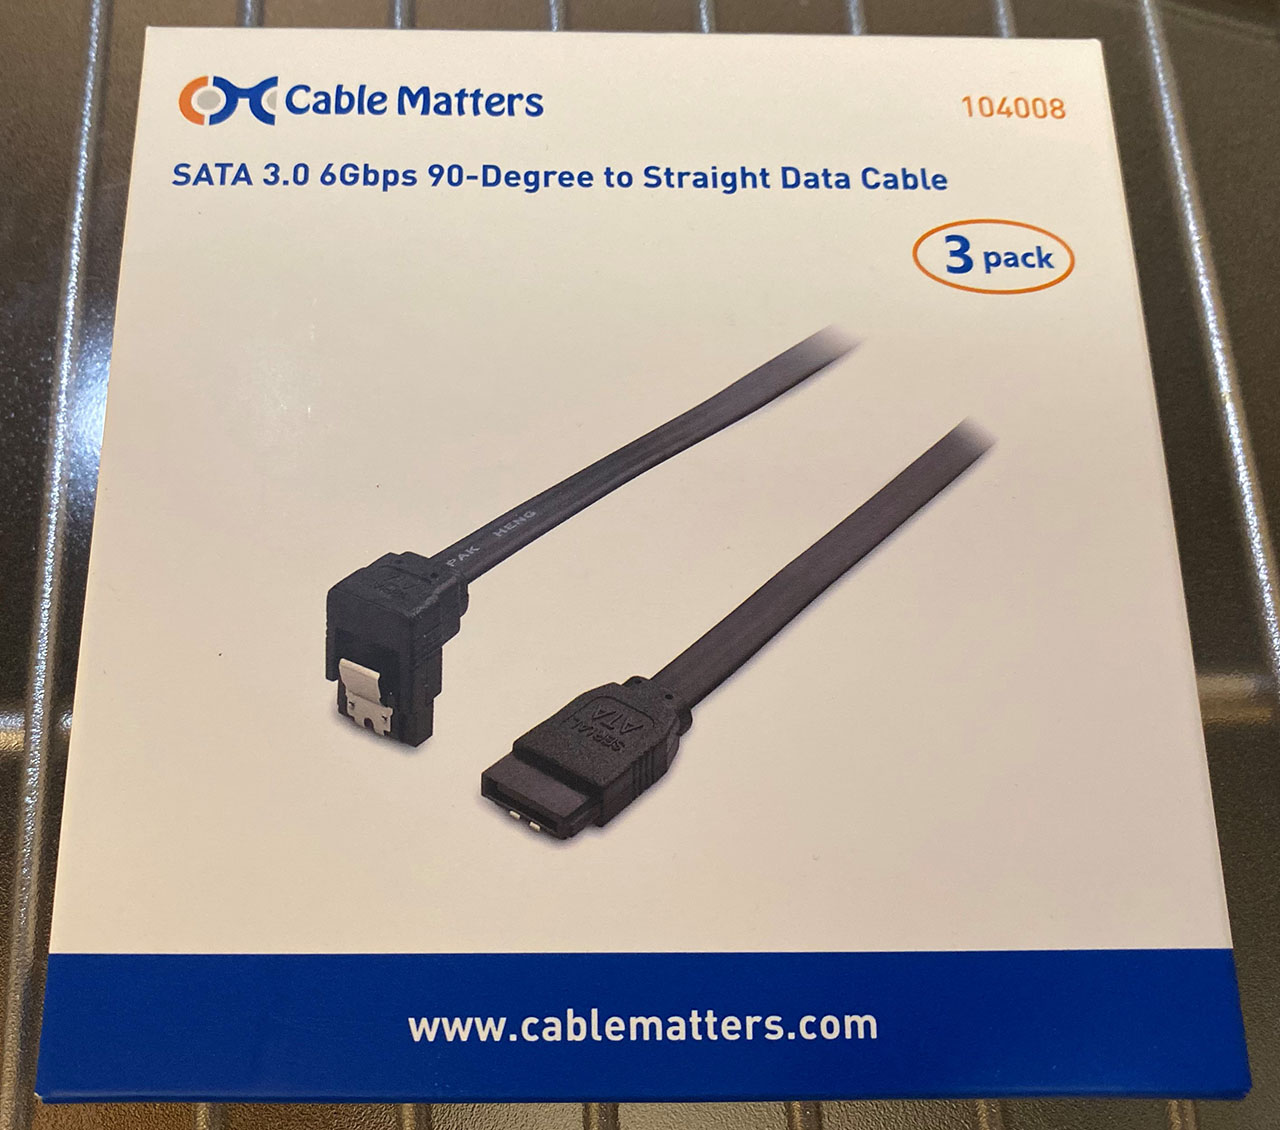 Cable Matters
104008
SATA 3.0 6Gbps 90-Degree to Straight Data Cable
3 pack
PAK HENG
SERIAL
ATA
www.cablematters.com